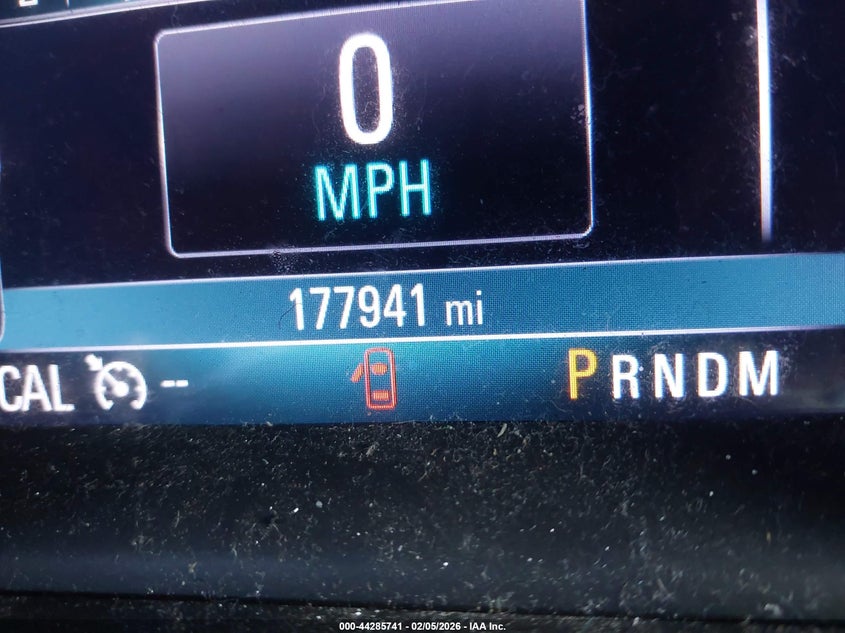 0
MPH
177941 mi
CAL -- PRNDM
000-44285741 - 02/05/2026 - IAA Inc.